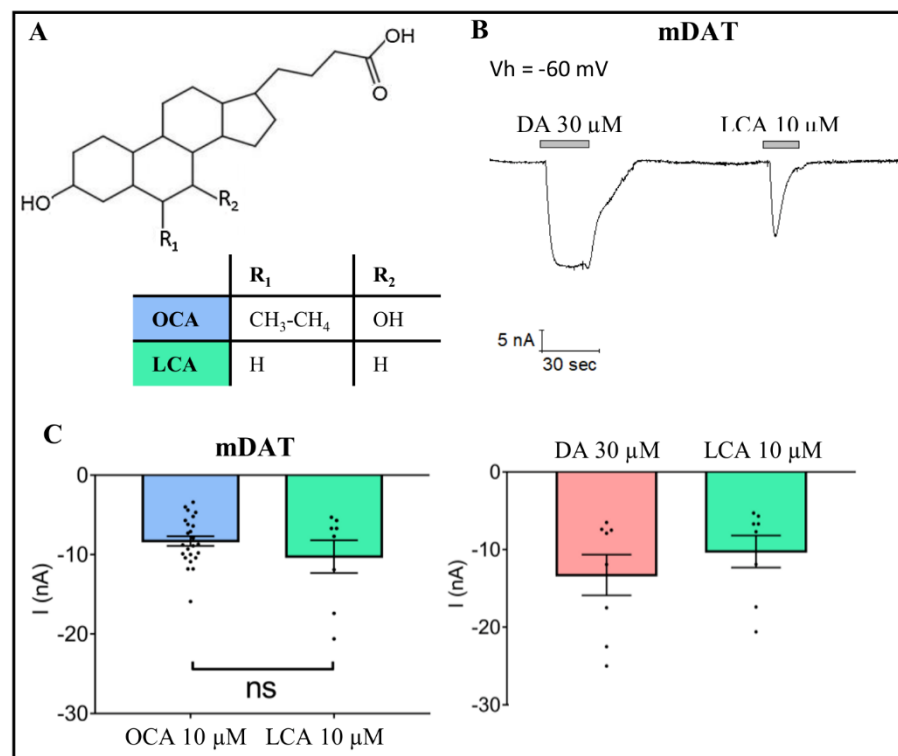 A
OH
O
HO
R₂
R₁
R₁ R₂
OCA CH₃-CH₄ OH
LCA H H
B
mDAT
Vh = -60 mV
DA 30 µM LCA 10 µM
5 nA
30 sec
C
mDAT
0
-10
-20
-30
I (nA)
ns
OCA 10 µM LCA 10 µM
DA 30 µM LCA 10 µM
0
-10
-20
-30
I (nA)